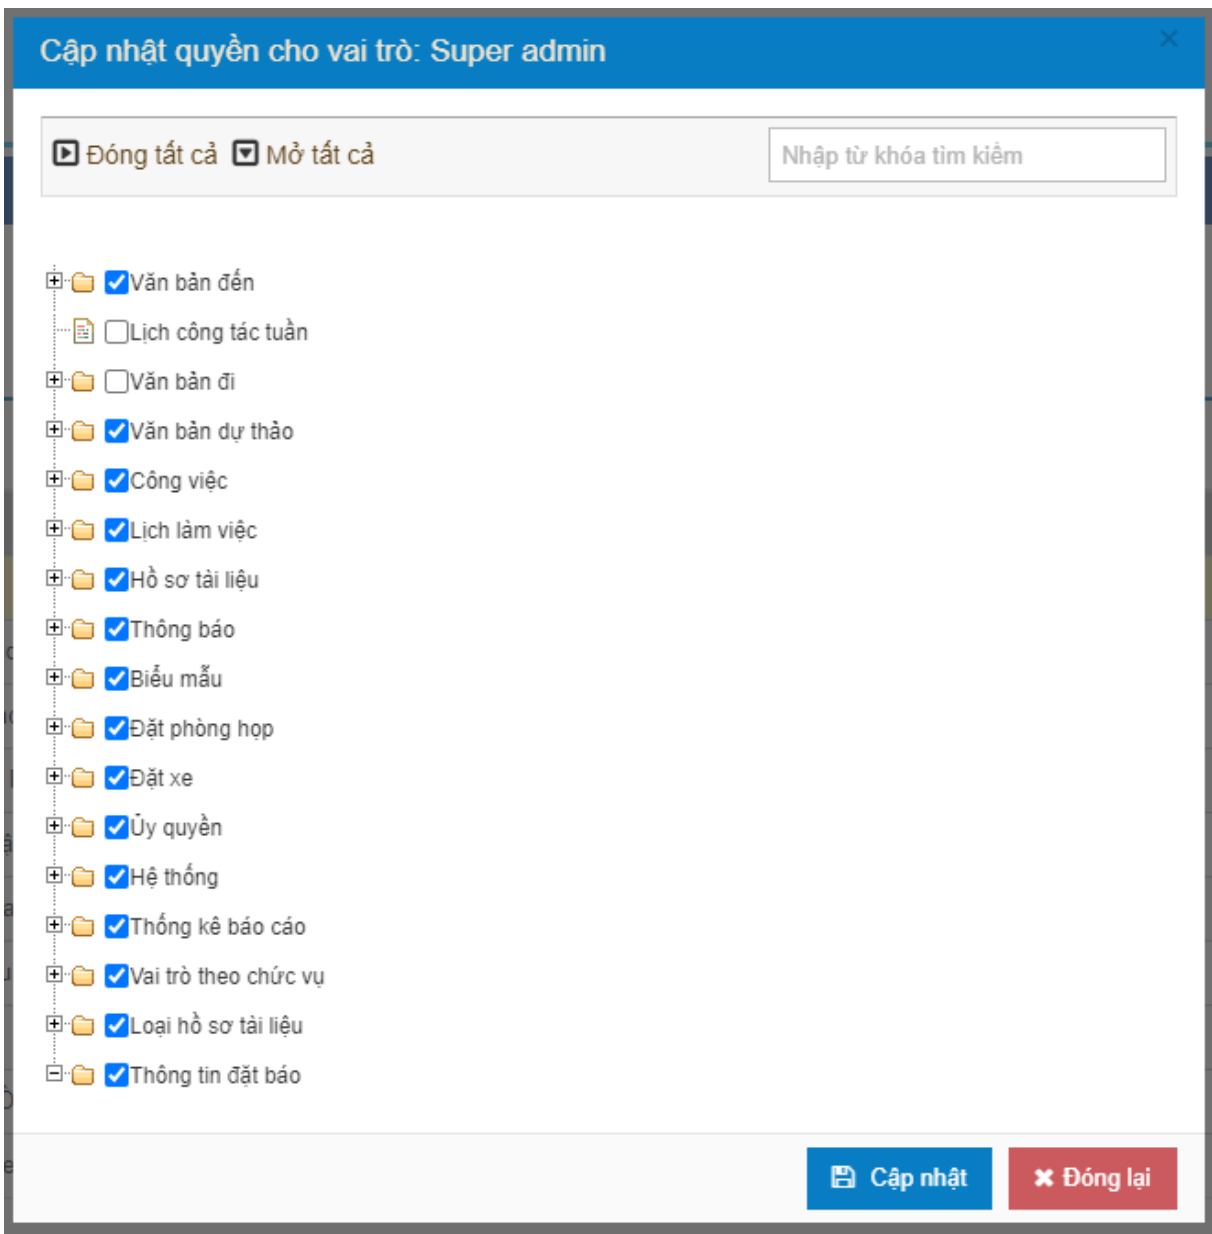 Cập nhật quyền cho vai trò: Super admin
Đóng tất cả Mở tất cả
Nhập từ khóa tìm kiếm
Văn bản đến
Lịch công tác tuần
Văn bản đi
Văn bản dự thảo
Công việc
Lịch làm việc
Hồ sơ tài liệu
Thông báo
Biểu mẫu
Đặt phòng họp
Đặt xe
Ủy quyền
Hệ thống
Thống kê báo cáo
Vai trò theo chức vụ
Loại hồ sơ tài liệu
Thông tin đặt báo
Cập nhật
Đóng lại